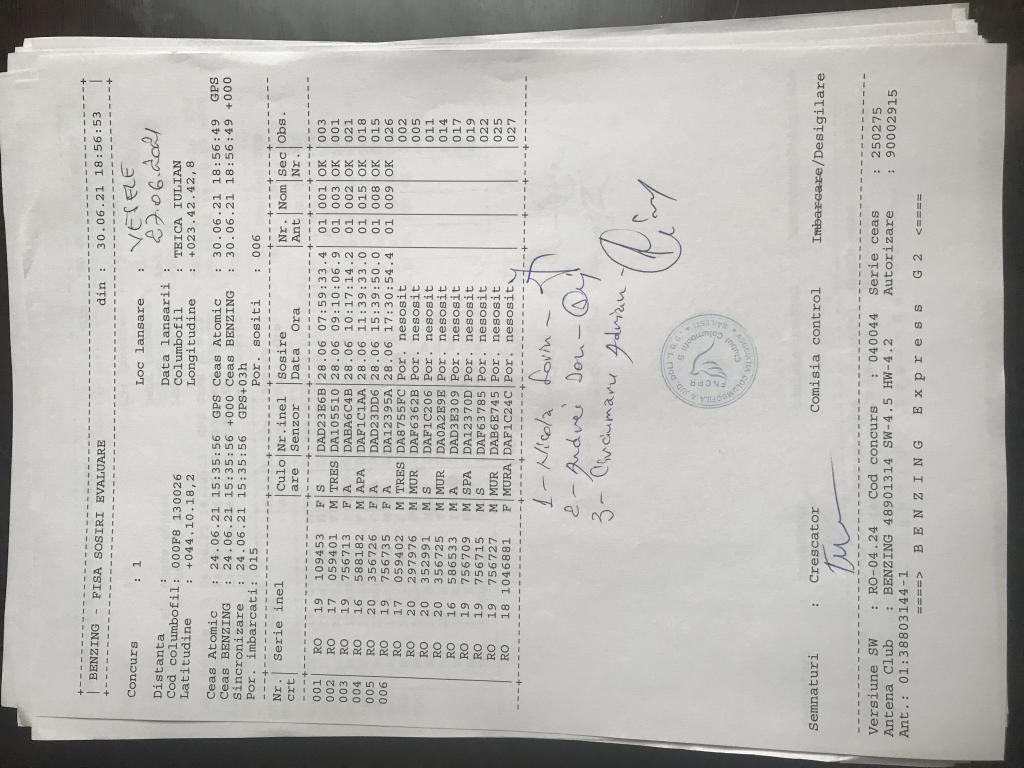 | BENZING - FISA SOSIRI EVALUARE din : 30.06.21 18:56:53 |
Concurs : 1 Loc lansare : VESELE
Distanta : Data lansarii : 27.06.2021
Cod columbofil: 000F8 130026 Columbofil : TEICA IULIAN
Latitudine : +044.10.18,2 Longitudine : +023.42.42,8
Ceas Atomic : 24.06.21 15:35:56 GPS Ceas Atomic : 30.06.21 18:56:49 GPS
Ceas BENZING : 24.06.21 15:35:56 +000 Ceas BENZING : 30.06.21 18:56:49 +000
Sincronizare : 24.06.21 15:35:56 GPS+03h
Por. imbarcati: 015 Por. sositi : 006
Nr.| Serie inel |Culo|Nr.inel |Sosire |Nr. |Nom|Sec|Obs.
crt| |are |Senzor |Data Ora |Ant | |Nr.|
001| RO 19 109453 F|S |DAD23E6B|28.06 07:59:33.4|01|001|OK |003
002| RO 17 059401 M|TRES|DA105510|28.06 09:10:06.9|01|003|OK |001
003| RO 19 756713 F|A |DABA6C4B|28.06 10:17:14.2|01|002|OK |021
004| RO 16 588182 M|APA |DAF1C1AA|28.06 11:39:33.0|01|015|OK |018
005| RO 20 356726 F|A |DAD23DD6|28.06 15:39:50.0|01|008|OK |015
006| RO 19 756735 F|A |DA12395A|28.06 17:30:54.4|01|009|OK |026
| RO 17 059402 M|TRES|DA8755FC|Por. nesosit | | | |002
| RO 20 297976 M|MUR |DAF6362B|Por. nesosit | | | |005
| RO 20 352991 M|S |DAF1C206|Por. nesosit | | | |011
| RO 20 356725 M|MUR |DA0A2E9E|Por. nesosit | | | |014
| RO 16 586533 M|A |DAD3E309|Por. nesosit | | | |017
| RO 19 756709 M|SPA |DA12370D|Por. nesosit | | | |019
| RO 19 756715 M|S |DAF63785|Por. nesosit | | | |022
| RO 19 756727 M|MUR |DAB6E745|Por. nesosit | | | |025
| RO 18 1046881 F|MURA|DAF1C24C|Por. nesosit | | | |027
1 -
2 - Andrei
3 - Adrian -
Semnaturi : Crescator Comisia control Imbarcare/Desigilare
Versiune SW : RO-04.24 Cod concurs : 040044 Serie ceas : 250275
Antena Club : BENZING 48901314 SW-4.5 HW-4.2 Autorizare : 90002915
Ant.: 01:38803144-1
====> B E N Z I N G E x p r e s s G 2 <====